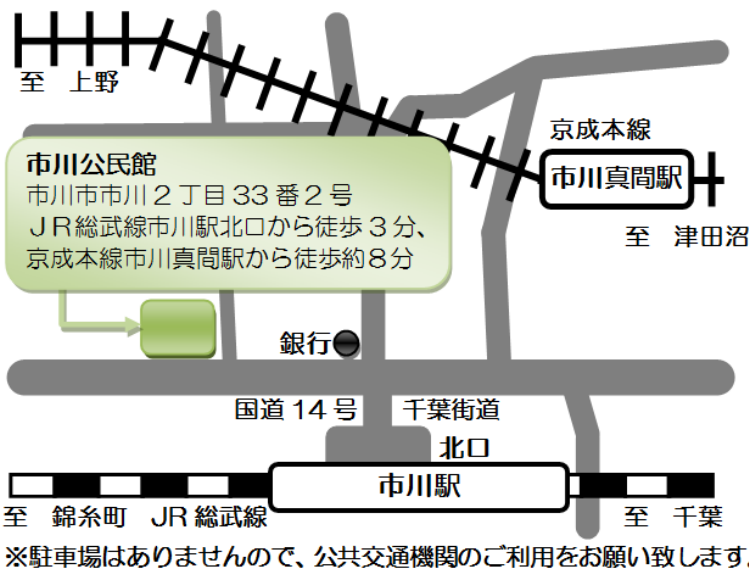 至 上野
京成本線
市川真間駅
至 津田沼
市川公民館
市川市市川２丁目33番2号
ＪＲ総武線市川駅北口から徒歩３分、
京成本線市川真間駅から徒歩約８分
銀行
国道14号 千葉街道
北口
市川駅
至 錦糸町 JR総武線
至 千葉
※駐車場はありませんので、公共交通機関のご利用をお願い致します。